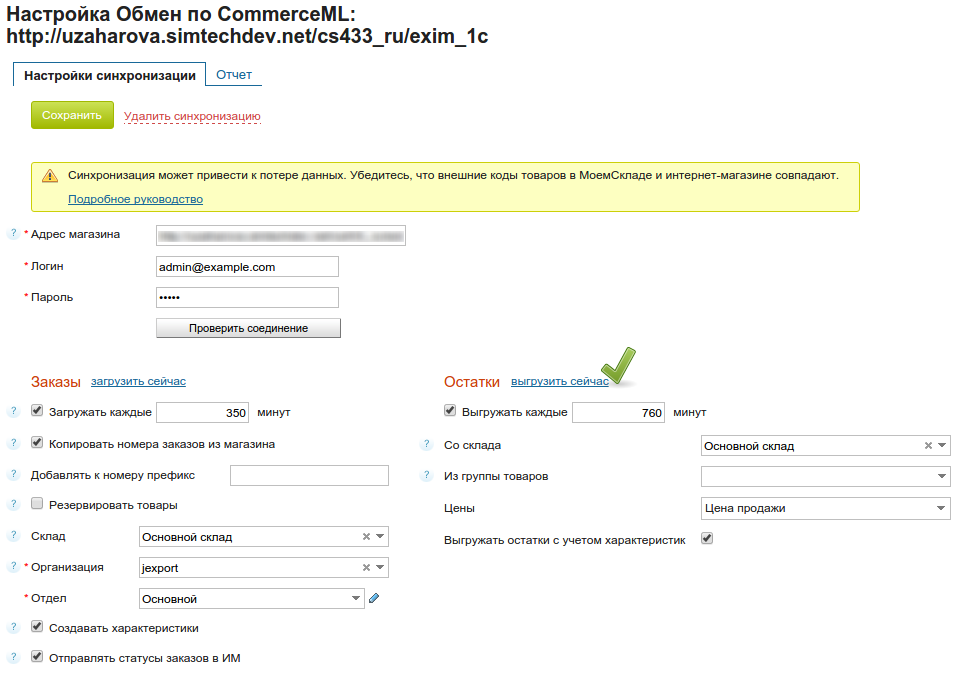 Настройка Обмен по CommerceML:
http://uzaharova.simtechdev.net/cs433_ru/exim_1c
Настройки синхронизации Отчет
Сохранить Удалить синхронизацию
Синхронизация может привести к потере данных. Убедитесь, что внешние коды товаров в МоемСкладе и интернет-магазине совпадают.
Подробное руководство
? * Адрес магазина
* Логин admin@example.com
* Пароль •••••
Проверить соединение
Заказы загрузить сейчас
? Загружать каждые 350 минут
? Копировать номера заказов из магазина
? Добавлять к номеру префикс
? Резервировать товары
? Склад Основной склад
? * Организация jexport
* Отдел Основной
? Создавать характеристики
? Отправлять статусы заказов в ИМ
Остатки выгрузить сейчас
Выгружать каждые 760 минут
? Со склада Основной склад
? Из группы товаров
Цены Цена продажи
Выгружать остатки с учетом характеристик